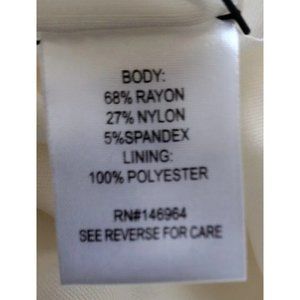 BODY:
68% RAYON
27% NYLON
5%SPANDEX
LINING:
100% POLYESTER
RN#146964
SEE REVERSE FOR CARE